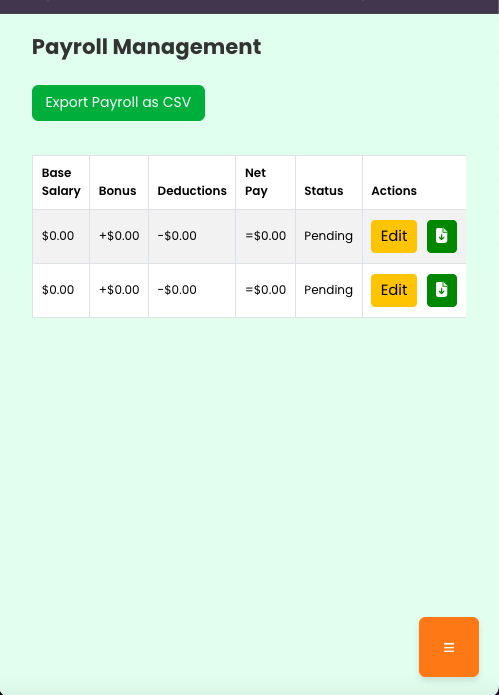 Payroll Management
Export Payroll as CSV
Base Salary Bonus Deductions Net Pay Status Actions
$0.00 +$0.00 -$0.00 =$0.00 Pending Edit
$0.00 +$0.00 -$0.00 =$0.00 Pending Edit